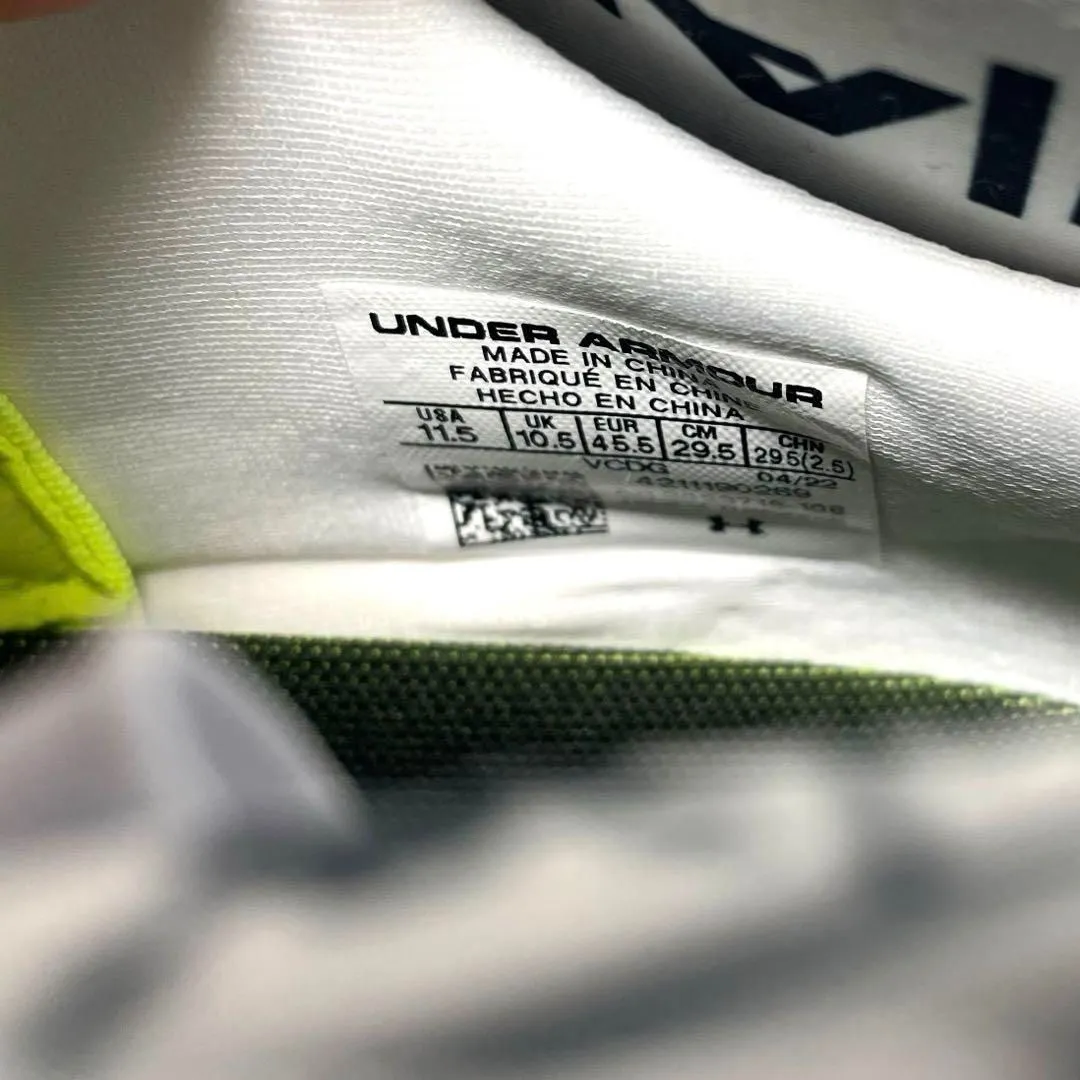 UNDER ARMOUR
MADE IN CHINA
FABRIQUÉ EN CHINE
HECHO EN CHINA
USA UK EUR CM CHN
11.5 10.5 45.5 29.5 295(2.5)
VCDG 04/22
4211190269